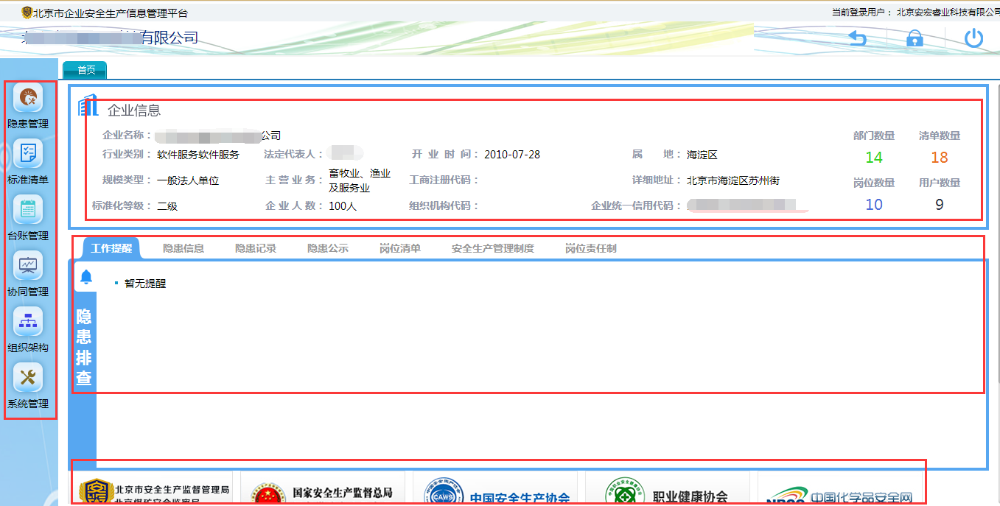 北京市企业安全生产信息管理平台
当前登录用户： 北京安宏睿业科技有限公司
有限公司
首页
隐患管理
标准清单
台账管理
协同管理
组织架构
系统管理
企业信息
企业名称： 公司
行业类别： 软件服务软件服务 法定代表人： 开 业 时 间： 2010-07-28 属 地： 海淀区
规模类型： 一般法人单位 主 营 业 务： 畜牧业、渔业及服务业 工商注册代码： 详细地址： 北京市海淀区苏州街
标准化等级： 二级 企 业 人 数： 100人 组织机构代码： 企业统一信用代码：
部门数量 清单数量
14 18
岗位数量 用户数量
10 9
工作提醒 隐患信息 隐患记录 隐患公示 岗位清单 安全生产管理制度 岗位责任制
暂无提醒
隐患排查
北京市安全生产监督管理局
北京煤矿安全监察局
国家安全生产监督总局
CAWS 中国安全生产协会
职业健康协会
NRCC 中国化学品安全网